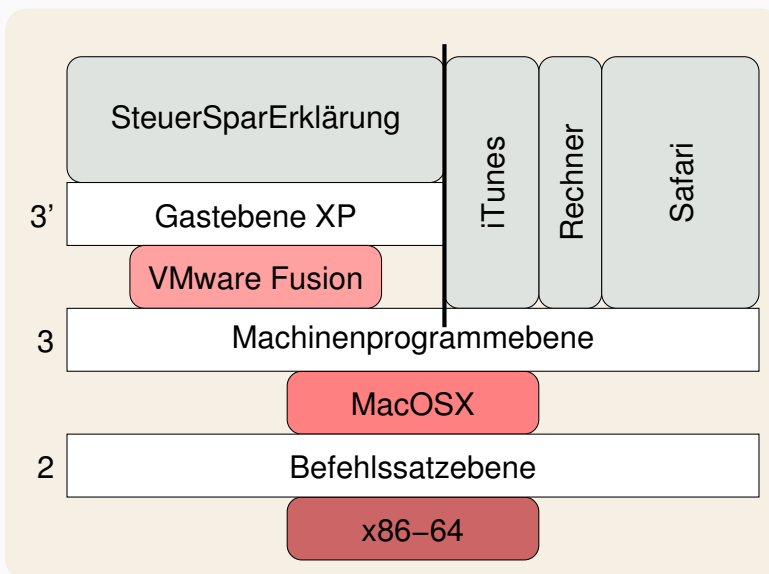 SteuerSparErklärung
iTunes
Rechner
Safari
3’
Gastebene XP
VMware Fusion
3
Machinenprogrammebene
MacOSX
2
Befehlssatzebene
x86−64